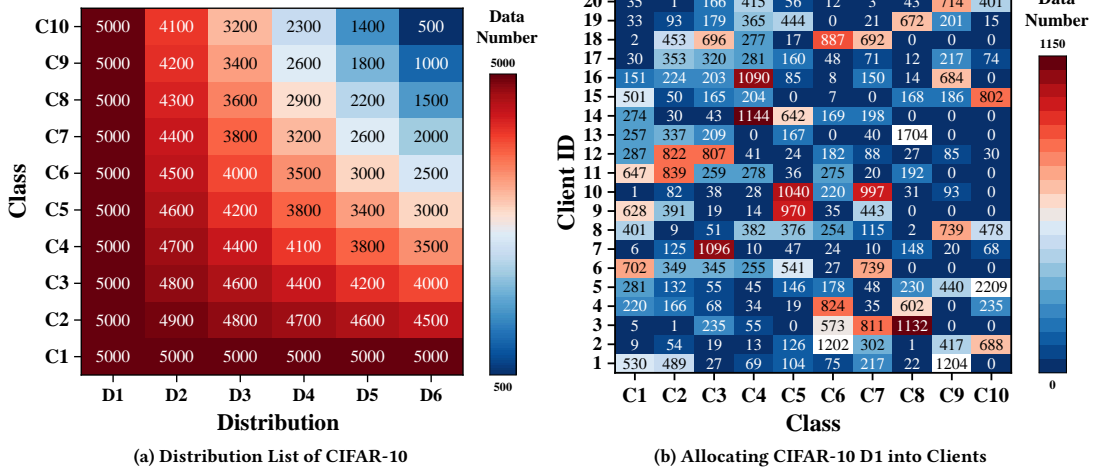 C10 5000 4100 3200 2300 1400 500
C9 5000 4200 3400 2600 1800 1000
C8 5000 4300 3600 2900 2200 1500
C7 5000 4400 3800 3200 2600 2000
C6 5000 4500 4000 3500 3000 2500
C5 5000 4600 4200 3800 3400 3000
C4 5000 4700 4400 4100 3800 3500
C3 5000 4800 4600 4400 4200 4000
C2 5000 4900 4800 4700 4600 4500
C1 5000 5000 5000 5000 5000 5000
D1 D2 D3 D4 D5 D6
Class
Distribution
Data
Number
5000
500
(a) Distribution List of CIFAR-10
20 35 1 166 415 56 12 3 43 714 401
19 33 93 179 365 444 0 21 672 201 15
18 2 453 696 277 17 887 692 0 0 0
17 30 353 320 281 160 48 71 12 217 74
16 151 224 203 1090 85 8 150 14 684 0
15 501 50 165 204 0 7 0 168 186 802
14 274 30 43 1144 642 169 198 0 0 0
13 257 337 209 0 167 0 40 1704 0 0
12 287 822 807 41 24 182 88 27 85 30
11 647 839 259 278 36 275 20 192 0 0
10 1 82 38 28 1040 220 997 31 93 0
9 628 391 19 14 970 35 443 0 0 0
8 401 9 51 382 376 254 115 2 739 478
7 6 125 1096 10 47 24 10 148 20 68
6 702 349 345 255 541 27 739 0 0 0
5 281 132 55 45 146 178 48 230 440 2209
4 220 166 68 34 19 824 35 602 0 235
3 5 1 235 55 0 573 811 1132 0 0
2 9 54 19 13 126 1202 302 1 417 688
1 530 489 27 69 104 75 217 22 1204 0
C1 C2 C3 C4 C5 C6 C7 C8 C9 C10
Client ID
Class
Data
Number
1150
0
(b) Allocating CIFAR-10 D1 into Clients